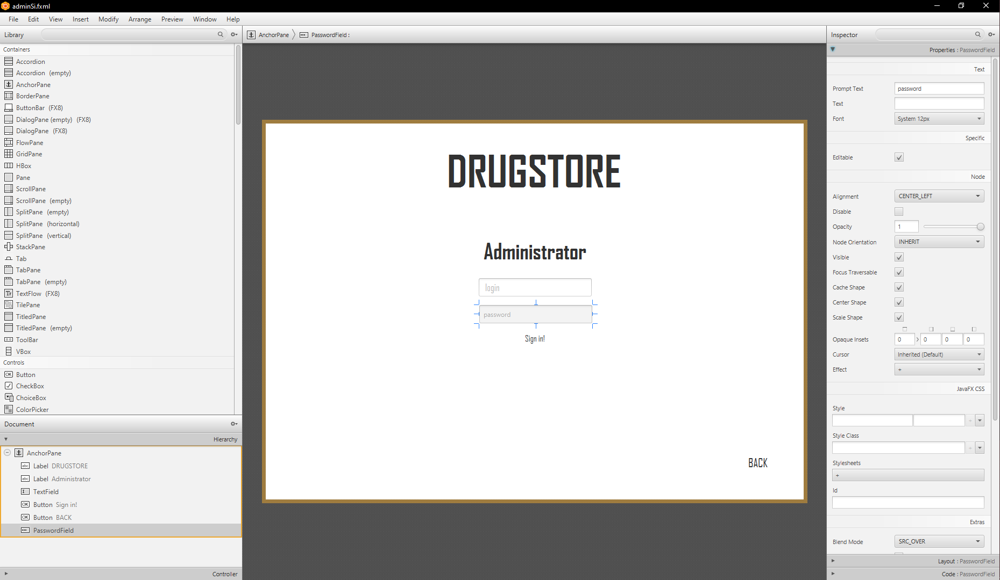 adminSi.fxml
File Edit View Insert Modify Arrange Preview Window Help
Library
Containers
Accordion
Accordion (empty)
AnchorPane
BorderPane
ButtonBar (FX8)
DialogPane (empty) (FX8)
DialogPane (FX8)
FlowPane
GridPane
HBox
Pane
ScrollPane
ScrollPane (empty)
SplitPane (empty)
SplitPane (horizontal)
SplitPane (vertical)
StackPane
Tab
TabPane
TabPane (empty)
TextFlow (FX8)
TilePane
TitledPane
TitledPane (empty)
ToolBar
VBox
Controls
Button
CheckBox
ChoiceBox
ColorPicker
Document
Hierarchy
AnchorPane
Label DRUGSTORE
Label Administrator
TextField
Button Sign in!
Button BACK
PasswordField
Controller
AnchorPane PasswordField :
DRUGSTORE
Administrator
login
password
Sign in!
BACK
Inspector
Properties : PasswordField
Text
Prompt Text password
Text
Font System 12px
Specific
Editable
Node
Alignment CENTER_LEFT
Disable
Opacity 1
Node Orientation INHERIT
Visible
Focus Traversable
Cache Shape
Center Shape
Scale Shape
Opaque Insets 0 > 0 0 0
Cursor Inherited (Default)
Effect +
JavaFX CSS
Style
+
Style Class
+
Stylesheets
+
Id
Extras
Blend Mode SRC_OVER
Layout : PasswordField
Code : PasswordField